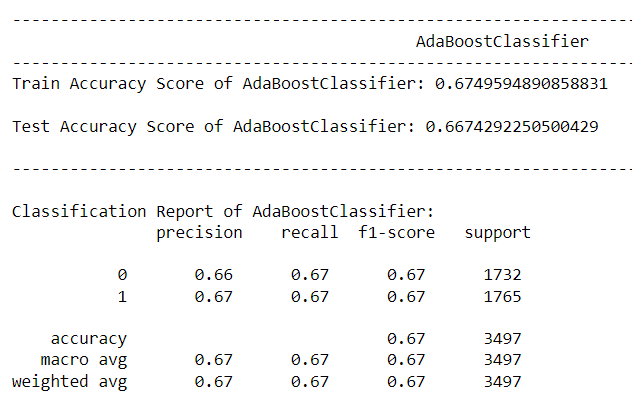 --------------------------------------------------------------------
AdaBoostClassifier
--------------------------------------------------------------------
Train Accuracy Score of AdaBoostClassifier: 0.6749594890858831
Test Accuracy Score of AdaBoostClassifier: 0.6674292250500429
--------------------------------------------------------------------
Classification Report of AdaBoostClassifier:
precision recall f1-score support
0 0.66 0.67 0.67 1732
1 0.67 0.67 0.67 1765
accuracy 0.67 3497
macro avg 0.67 0.67 0.67 3497
weighted avg 0.67 0.67 0.67 3497